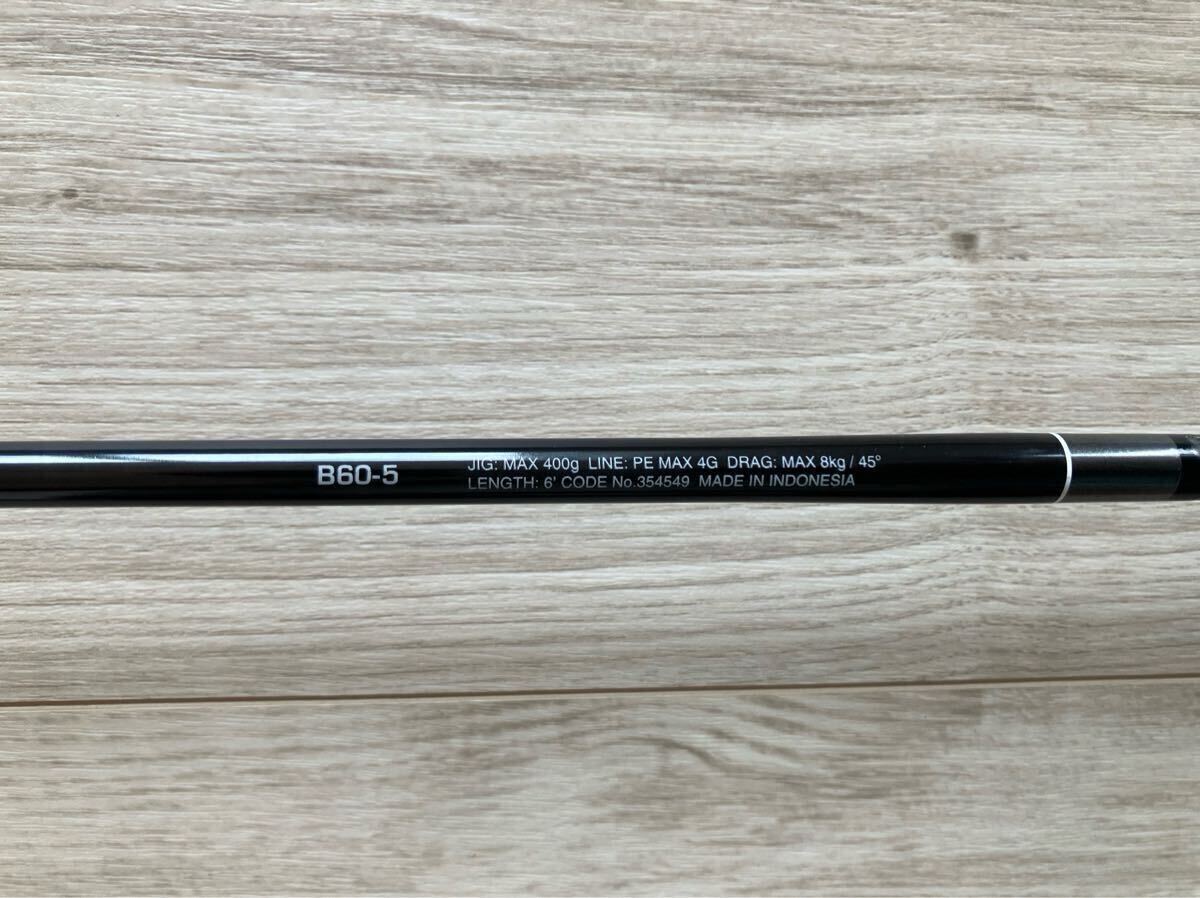 B60-5
JIG: MAX 400g LINE: PE MAX 4G DRAG: MAX 8kg / 45°
LENGTH: 6' CODE No.354549 MADE IN INDONESIA